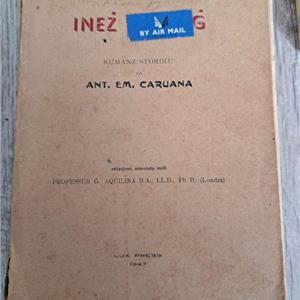 INEŻ
BY AIR MAIL
RUMANZ STORIKU
TA'
ANT. EM. CARUANA
edizzjoni annotata mill-
PROFESSUR Ġ. AQUILINA B.A., LL.D., Ph. D. (Londra)
LUX PRESS
1947